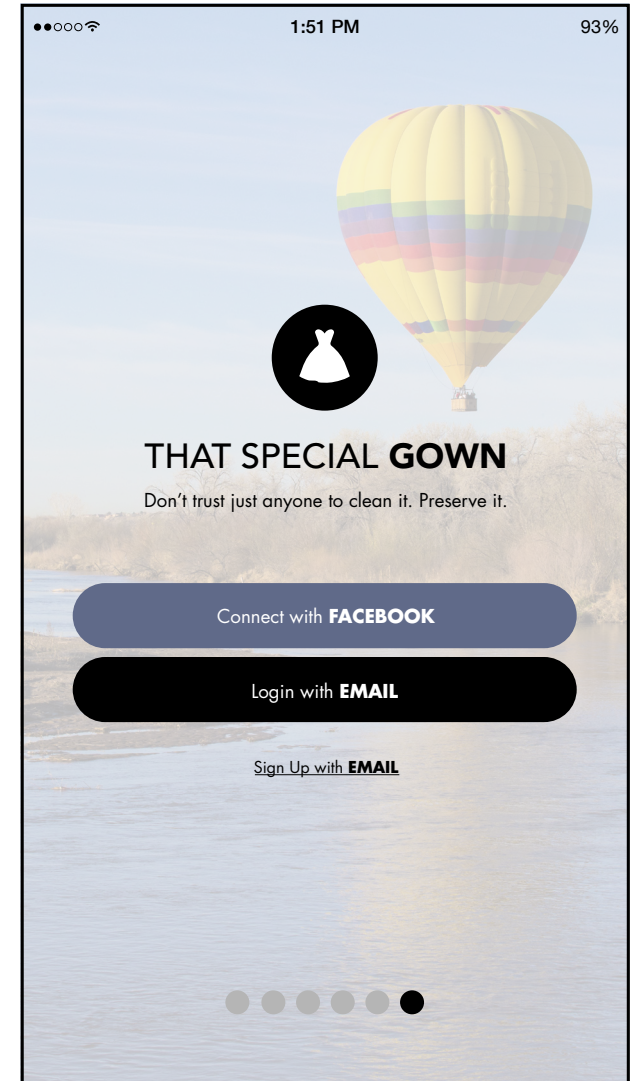 1:51 PM 93%
THAT SPECIAL GOWN
Don’t trust just anyone to clean it. Preserve it.
Connect with FACEBOOK
Login with EMAIL
Sign Up with EMAIL